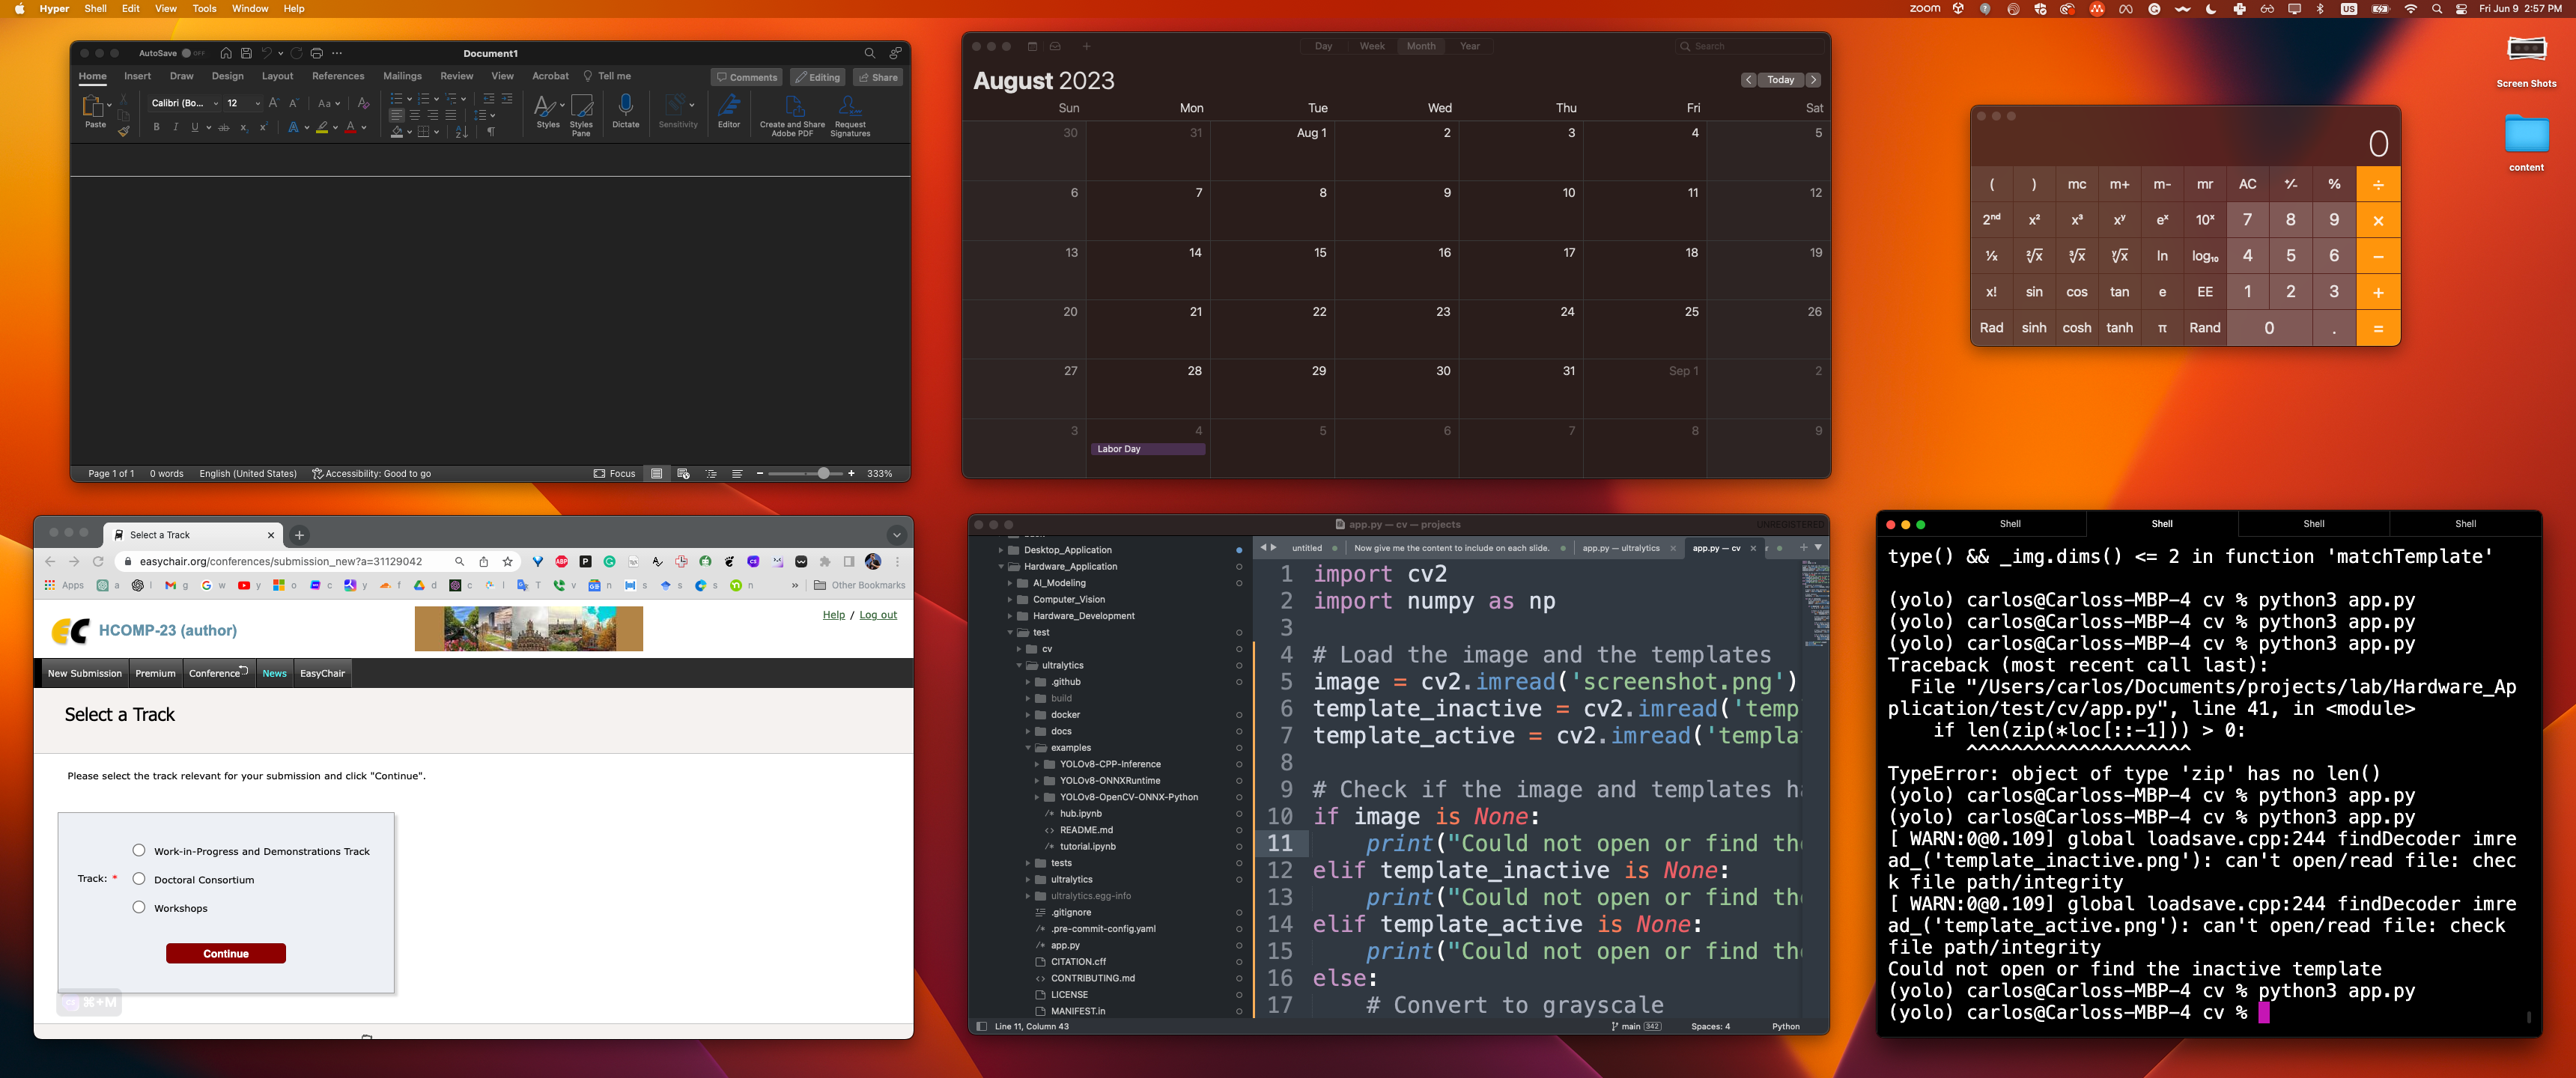 Hyper Shell Edit View Tools Window Help
zoom US Fri Jun 9 2:57 PM
Screen Shots
content
AutoSave OFF Document1
Home Insert Draw Design Layout References Mailings Review View Acrobat Tell me Comments Editing Share
Paste Calibri (Bo... 12 Aa Styles Styles Pane Dictate Sensitivity Editor Create and Share Adobe PDF Request Signatures
Page 1 of 1 0 words English (United States) Accessibility: Good to go Focus 333%
Day Week Month Year Search
August 2023 Today
Sun Mon Tue Wed Thu Fri Sat
30 31 Aug 1 2 3 4 5
6 7 8 9 10 11 12
13 14 15 16 17 18 19
20 21 22 23 24 25 26
27 28 29 30 31 Sep 1 2
3 4 5 6 7 8 9
Labor Day
0
( ) mc m+ m- mr AC +/- % ÷
2nd x² x³ xʸ eˣ 10ˣ 7 8 9 ×
1/x ²√x ³√x ʸ√x ln log₁₀ 4 5 6 −
x! sin cos tan e EE 1 2 3 +
Rad sinh cosh tanh π Rand 0 . =
Select a Track
easychair.org/conferences/submission_new?a=31129042
Apps a l g w y o c y f d c l T v n s s s n » Other Bookmarks
HCOMP-23 (author)
Help / Log out
New Submission Premium Conference News EasyChair
Select a Track
Please select the track relevant for your submission and click "Continue".
Track: *
Work-in-Progress and Demonstrations Track
Doctoral Consortium
Workshops
Continue
⌘+M
app.py — cv — projects UNREGISTERED
untitled Now give me the content to include on each slide. app.py — ultralytics app.py — cv
Desktop_Application
Hardware_Application
AI_Modeling
Computer_Vision
Hardware_Development
test
cv
ultralytics
.github
build
docker
docs
examples
YOLOv8-CPP-Inference
YOLOv8-ONNXRuntime
YOLOv8-OpenCV-ONNX-Python
hub.ipynb
README.md
tutorial.ipynb
tests
ultralytics
ultralytics.egg-info
.gitignore
.pre-commit-config.yaml
app.py
CITATION.cff
CONTRIBUTING.md
LICENSE
MANIFEST.in
1 import cv2
2 import numpy as np
3
4 # Load the image and the templates
5 image = cv2.imread('screenshot.png')
6 template_inactive = cv2.imread('temp
7 template_active = cv2.imread('templa
8
9 # Check if the image and templates ha
10 if image is None:
11 print("Could not open or find the
12 elif template_inactive is None:
13 print("Could not open or find the
14 elif template_active is None:
15 print("Could not open or find the
16 else:
17 # Convert to grayscale
Line 11, Column 43 main 342 Spaces: 4 Python
Shell Shell Shell Shell
type() && _img.dims() <= 2 in function 'matchTemplate'
(yolo) carlos@Carloss-MBP-4 cv % python3 app.py
(yolo) carlos@Carloss-MBP-4 cv % python3 app.py
(yolo) carlos@Carloss-MBP-4 cv % python3 app.py
Traceback (most recent call last):
File "/Users/carlos/Documents/projects/lab/Hardware_Ap
plication/test/cv/app.py", line 41, in <module>
if len(zip(*loc[::-1])) > 0:
^^^^^^^^^^^^^^^^^^^
TypeError: object of type 'zip' has no len()
(yolo) carlos@Carloss-MBP-4 cv % python3 app.py
(yolo) carlos@Carloss-MBP-4 cv % python3 app.py
[ WARN:0@0.109] global loadsave.cpp:244 findDecoder imre
ad_('template_inactive.png'): can't open/read file: chec
k file path/integrity
[ WARN:0@0.109] global loadsave.cpp:244 findDecoder imre
ad_('template_active.png'): can't open/read file: check
file path/integrity
Could not open or find the inactive template
(yolo) carlos@Carloss-MBP-4 cv % python3 app.py
(yolo) carlos@Carloss-MBP-4 cv %